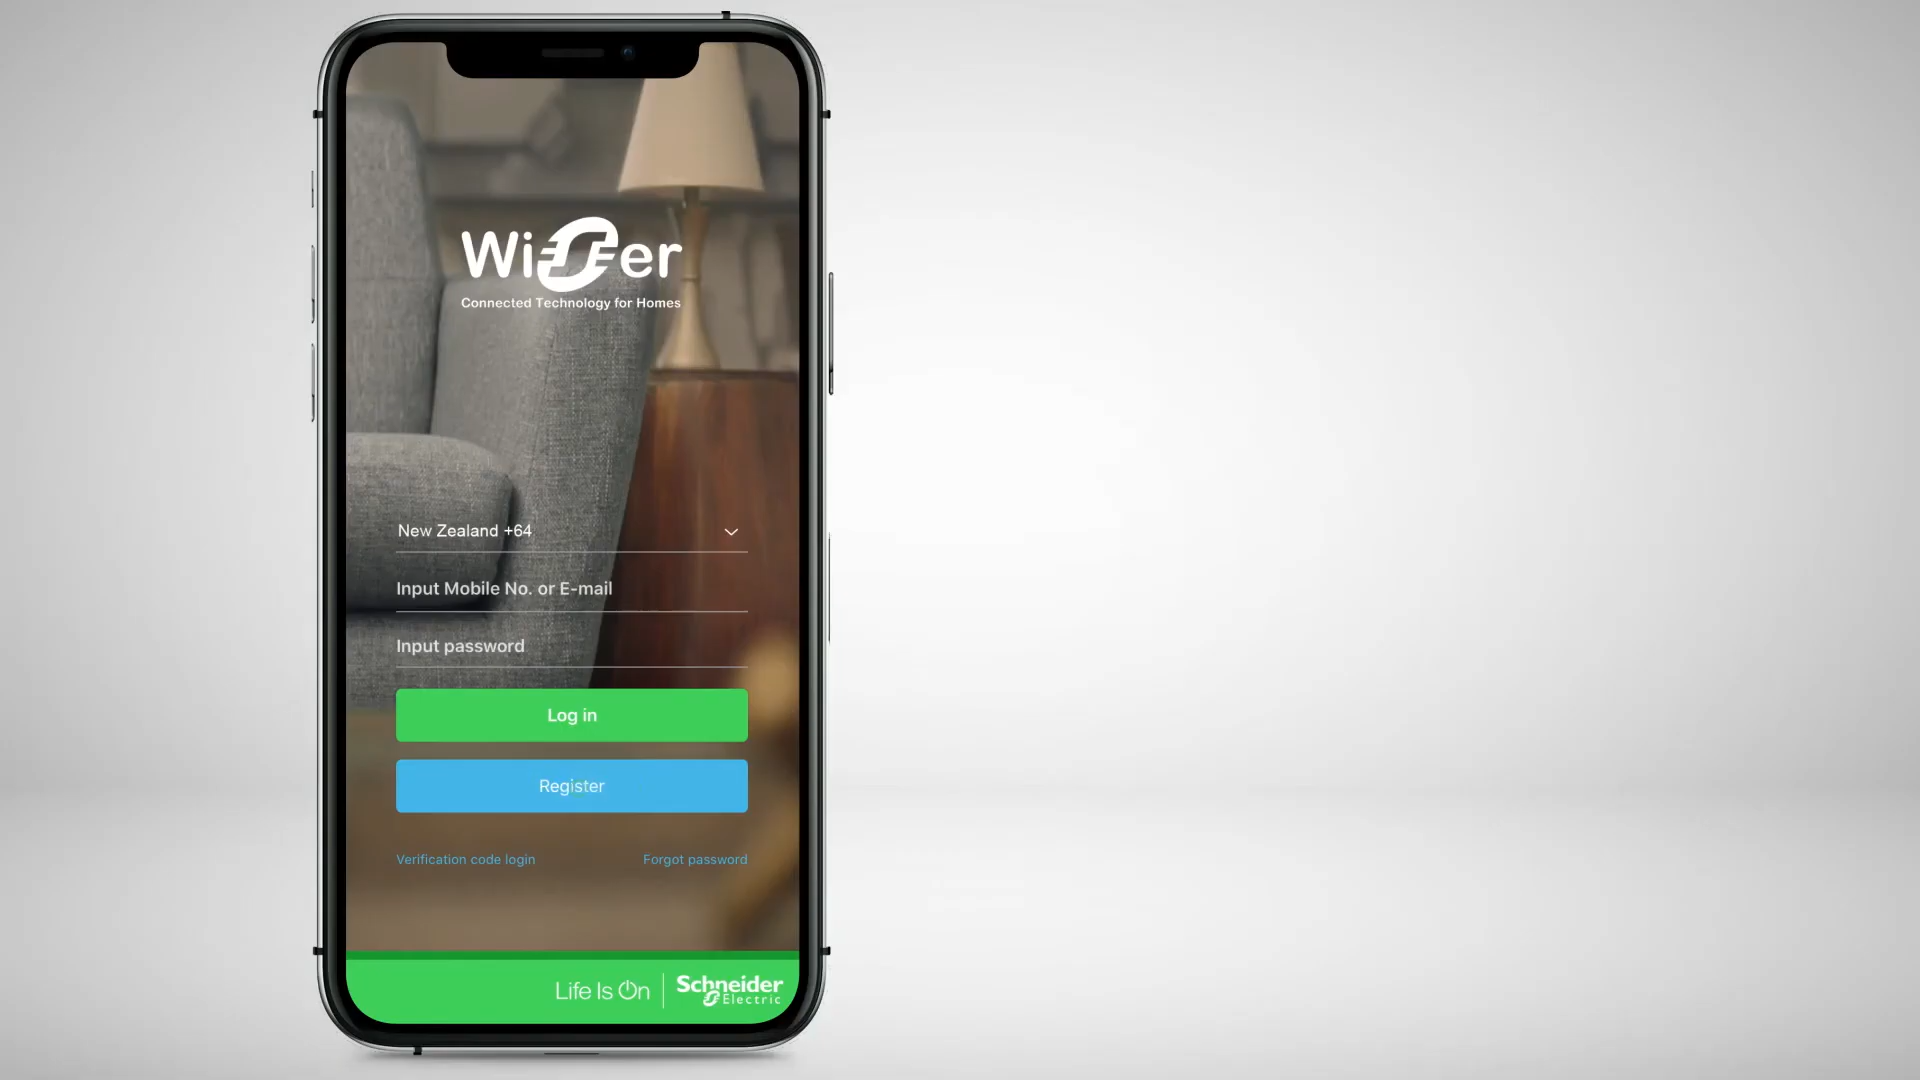 Wiser
Connected Technology for Homes
New Zealand +64
Input Mobile No. or E-mail
Input password
Log in
Register
Verification code login
Forgot password
Life Is On
Schneider
Electric